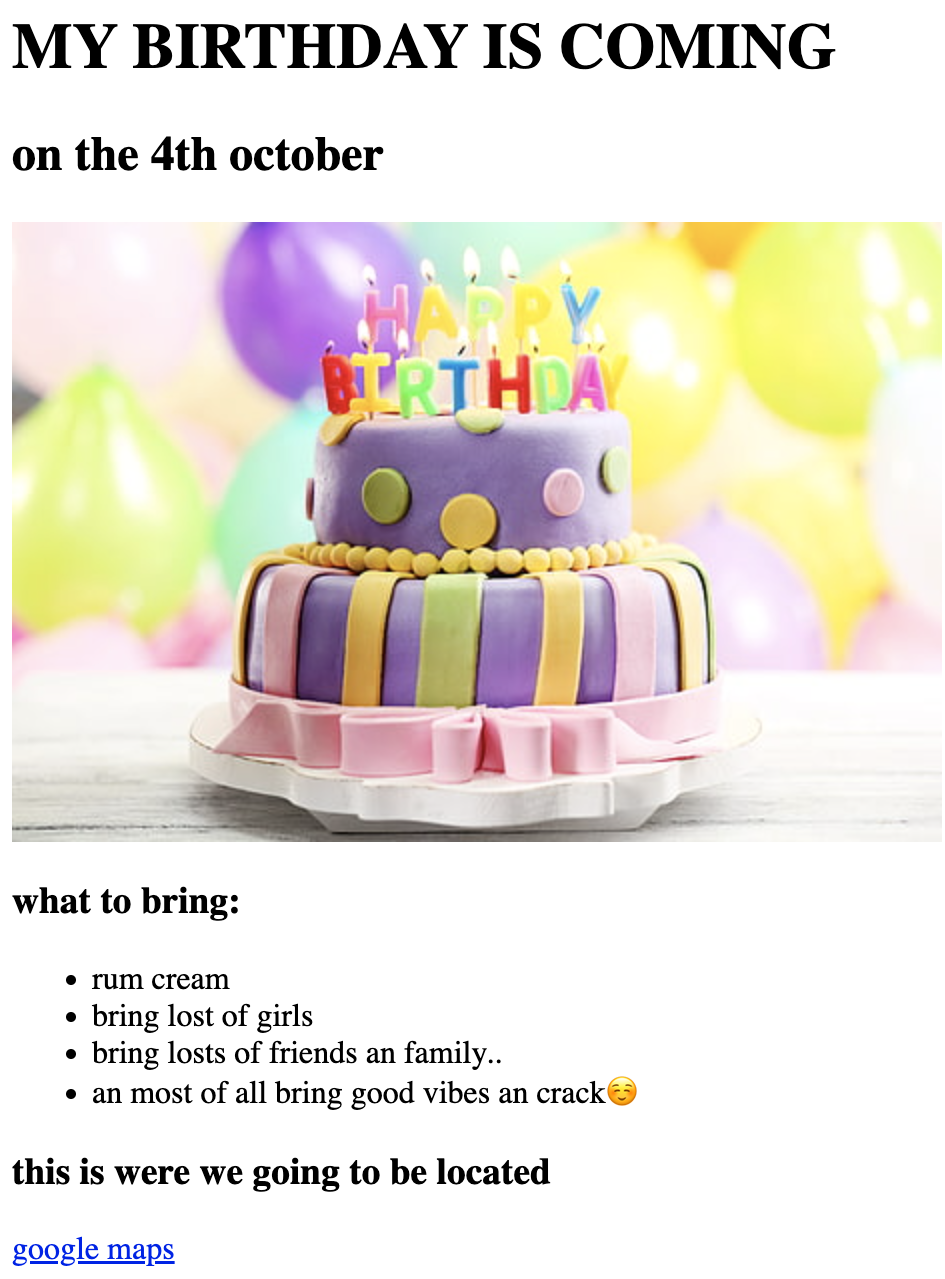 MY BIRTHDAY IS COMING
on the 4th october
HAPPY
BIRTHDAY
what to bring:
• rum cream
• bring lost of girls
• bring losts of friends an family..
• an most of all bring good vibes an crack☺️
this is were we going to be located
google maps